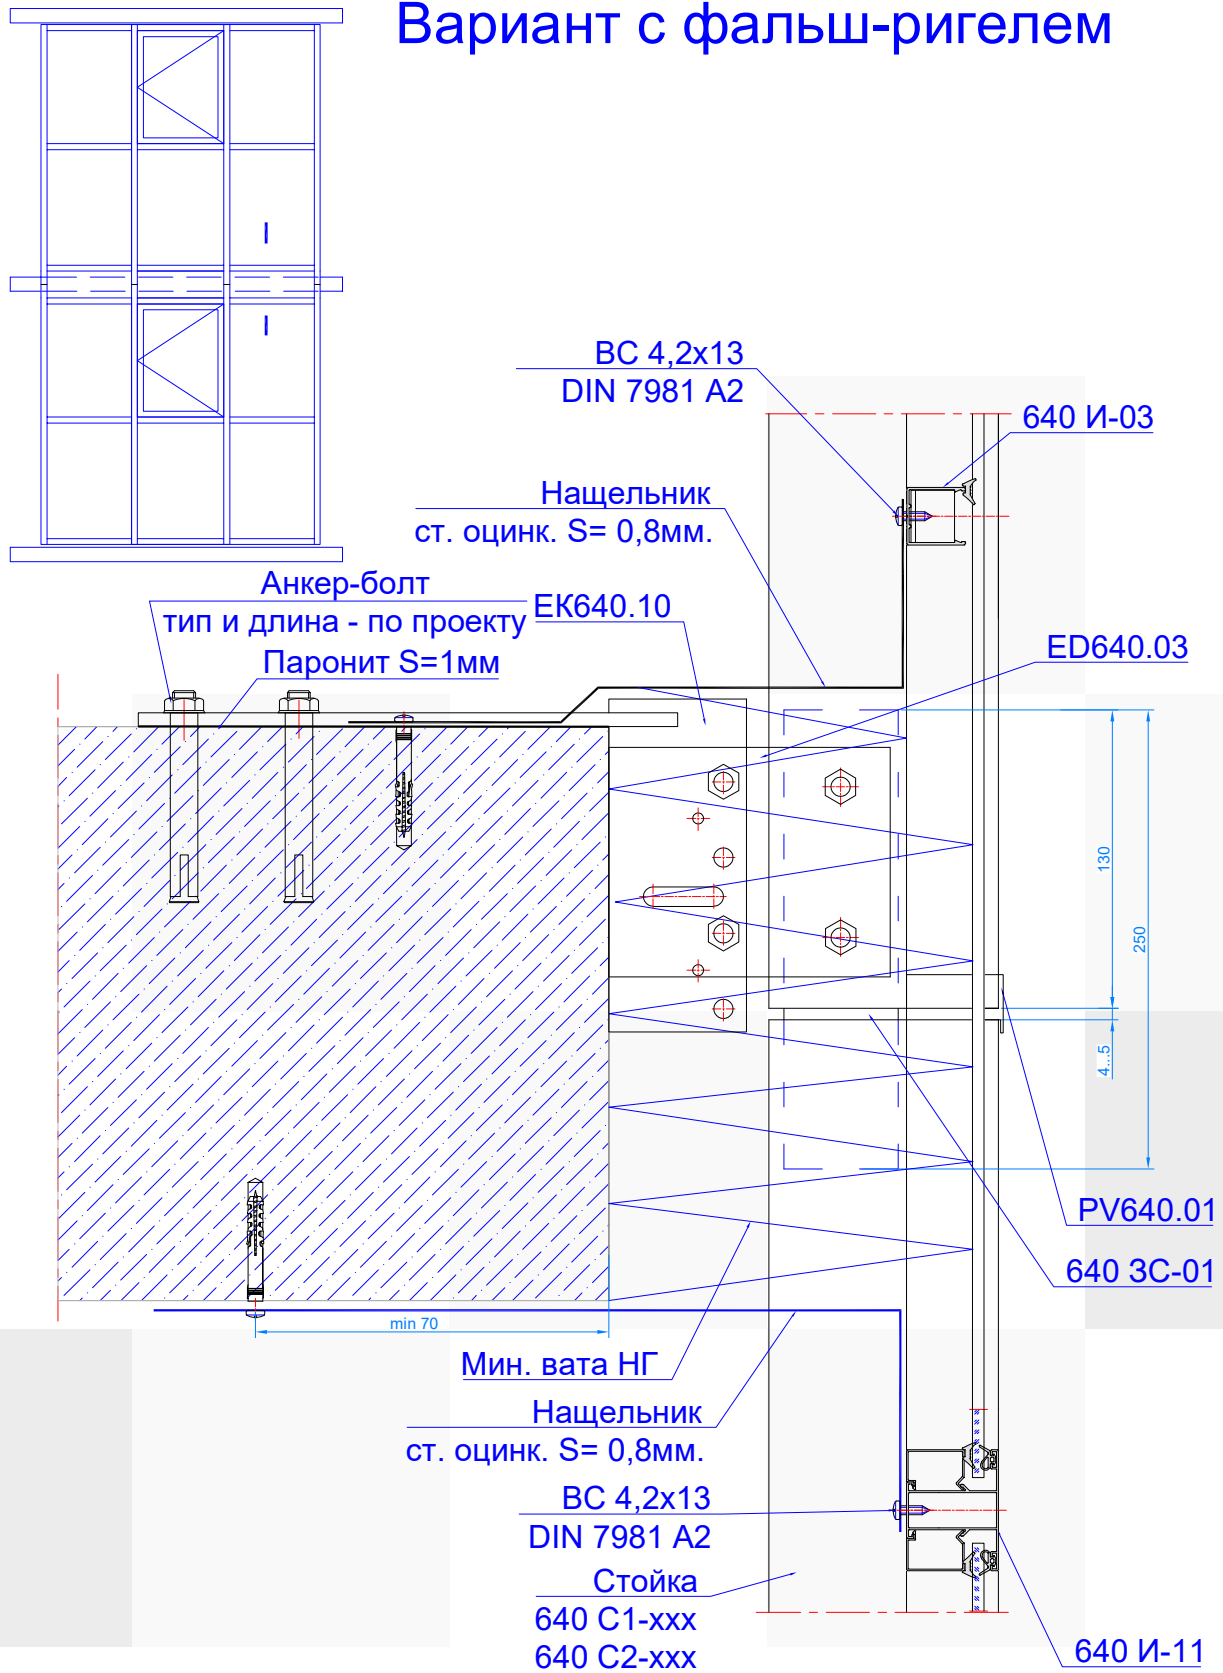 Вариант с фальш-ригелем
I
I
ВС 4,2х13
DIN 7981 А2
640 И-03
Нащельник
ст. оцинк. S= 0,8мм.
Анкер-болт
тип и длина - по проекту
ЕК640.10
Паронит S=1мм
ED640.03
130
250
4...5
PV640.01
640 ЗС-01
min 70
Мин. вата НГ
Нащельник
ст. оцинк. S= 0,8мм.
ВС 4,2х13
DIN 7981 А2
Стойка
640 С1-ххх
640 С2-ххх
640 И-11